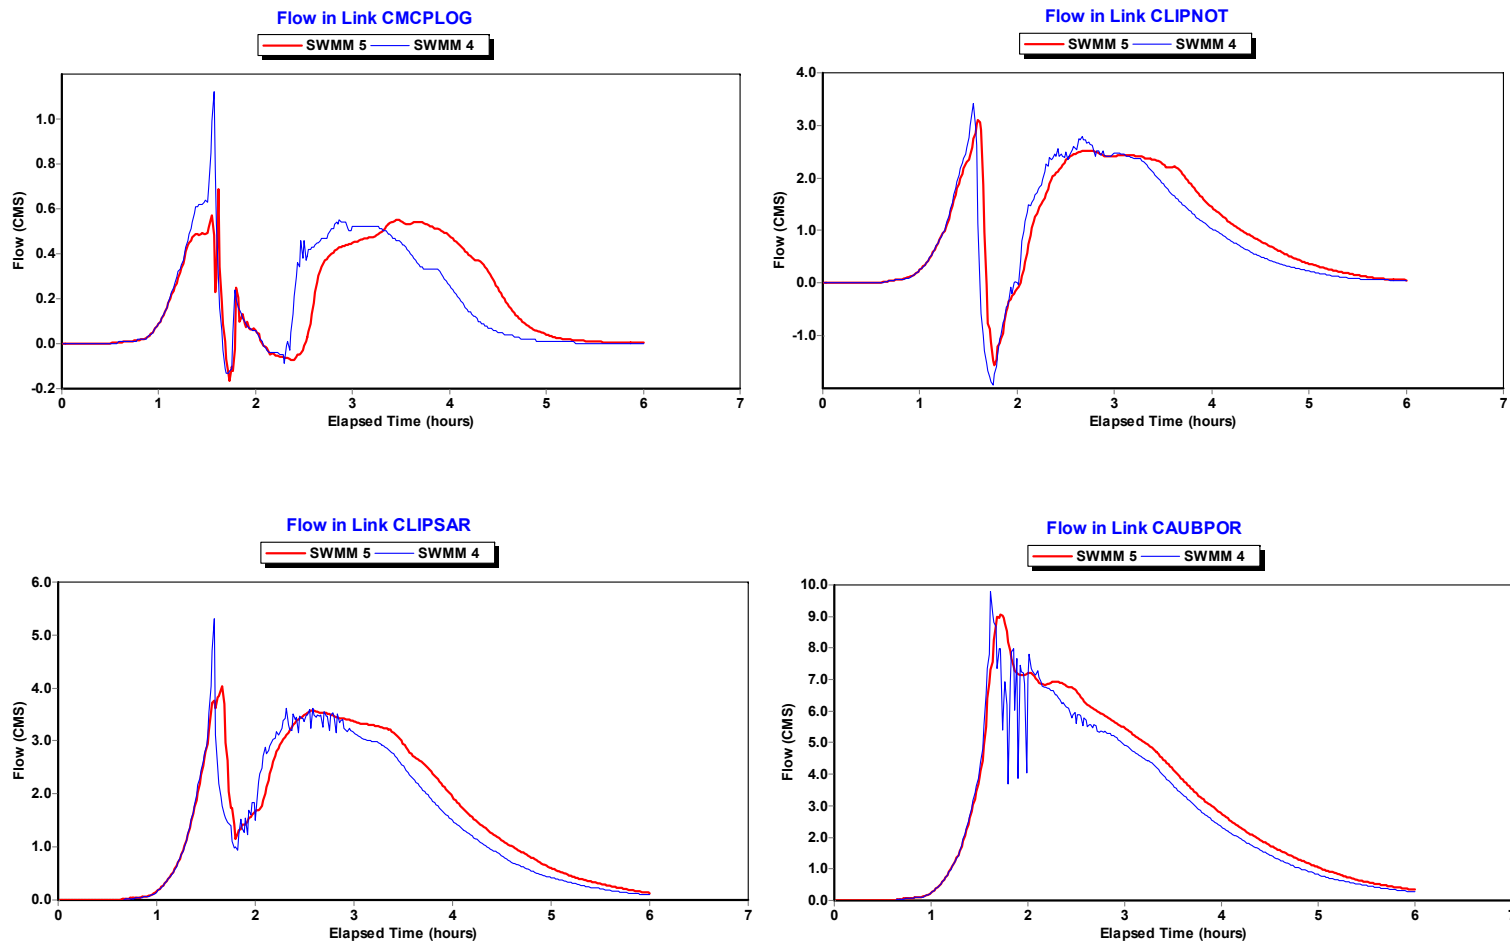 Flow in Link CMCPLOG
SWMM 5 SWMM 4
1.0
0.8
0.6
0.4
0.2
0.0
-0.2
Flow (CMS)
0 1 2 3 4 5 6 7
Elapsed Time (hours)
Flow in Link CLIPNOT
SWMM 5 SWMM 4
4.0
3.0
2.0
1.0
0.0
-1.0
Flow (CMS)
0 1 2 3 4 5 6 7
Elapsed Time (hours)
Flow in Link CLIPSAR
SWMM 5 SWMM 4
6.0
5.0
4.0
3.0
2.0
1.0
0.0
Flow (CMS)
0 1 2 3 4 5 6 7
Elapsed Time (hours)
Flow in Link CAUBPOR
SWMM 5 SWMM 4
10.0
9.0
8.0
7.0
6.0
5.0
4.0
3.0
2.0
1.0
0.0
Flow (CMS)
0 1 2 3 4 5 6 7
Elapsed Time (hours)